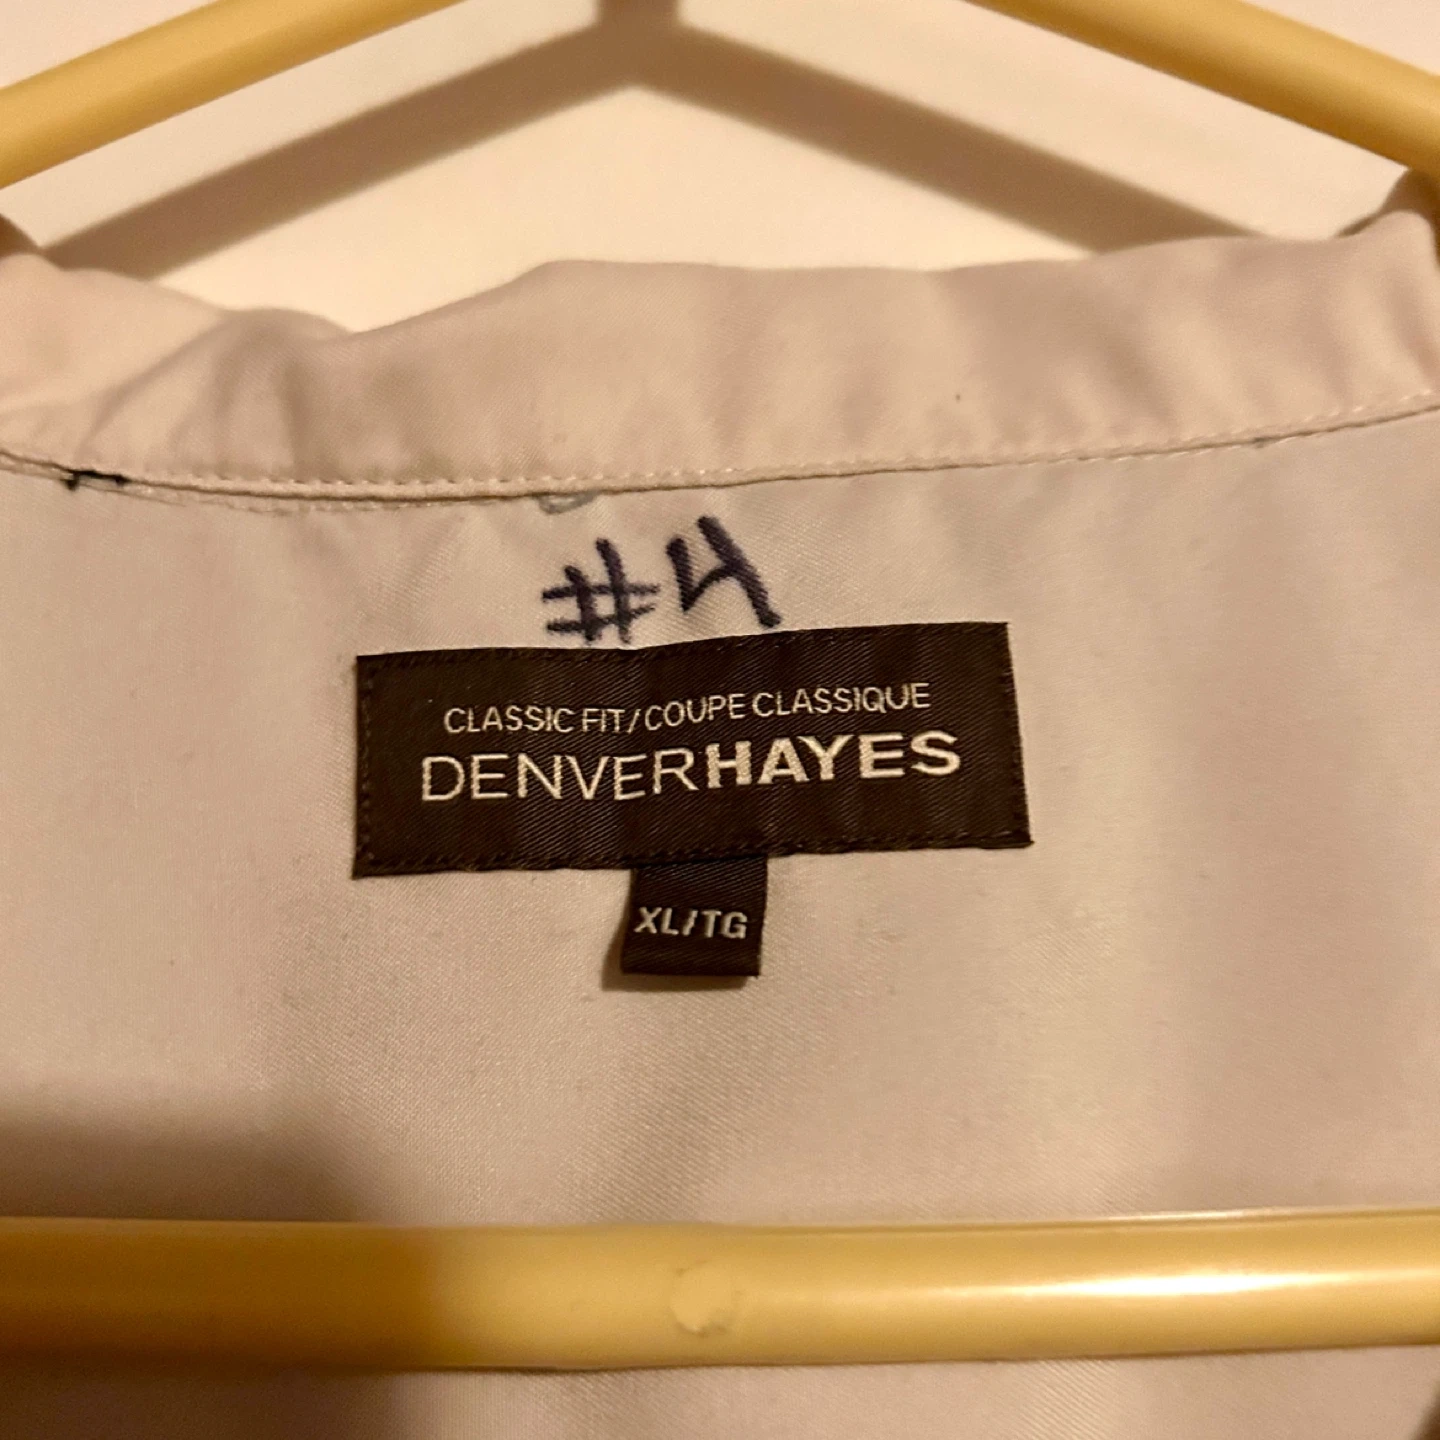 #4
CLASSIC FIT/COUPE CLASSIQUE
DENVERHAYES
XL/TG